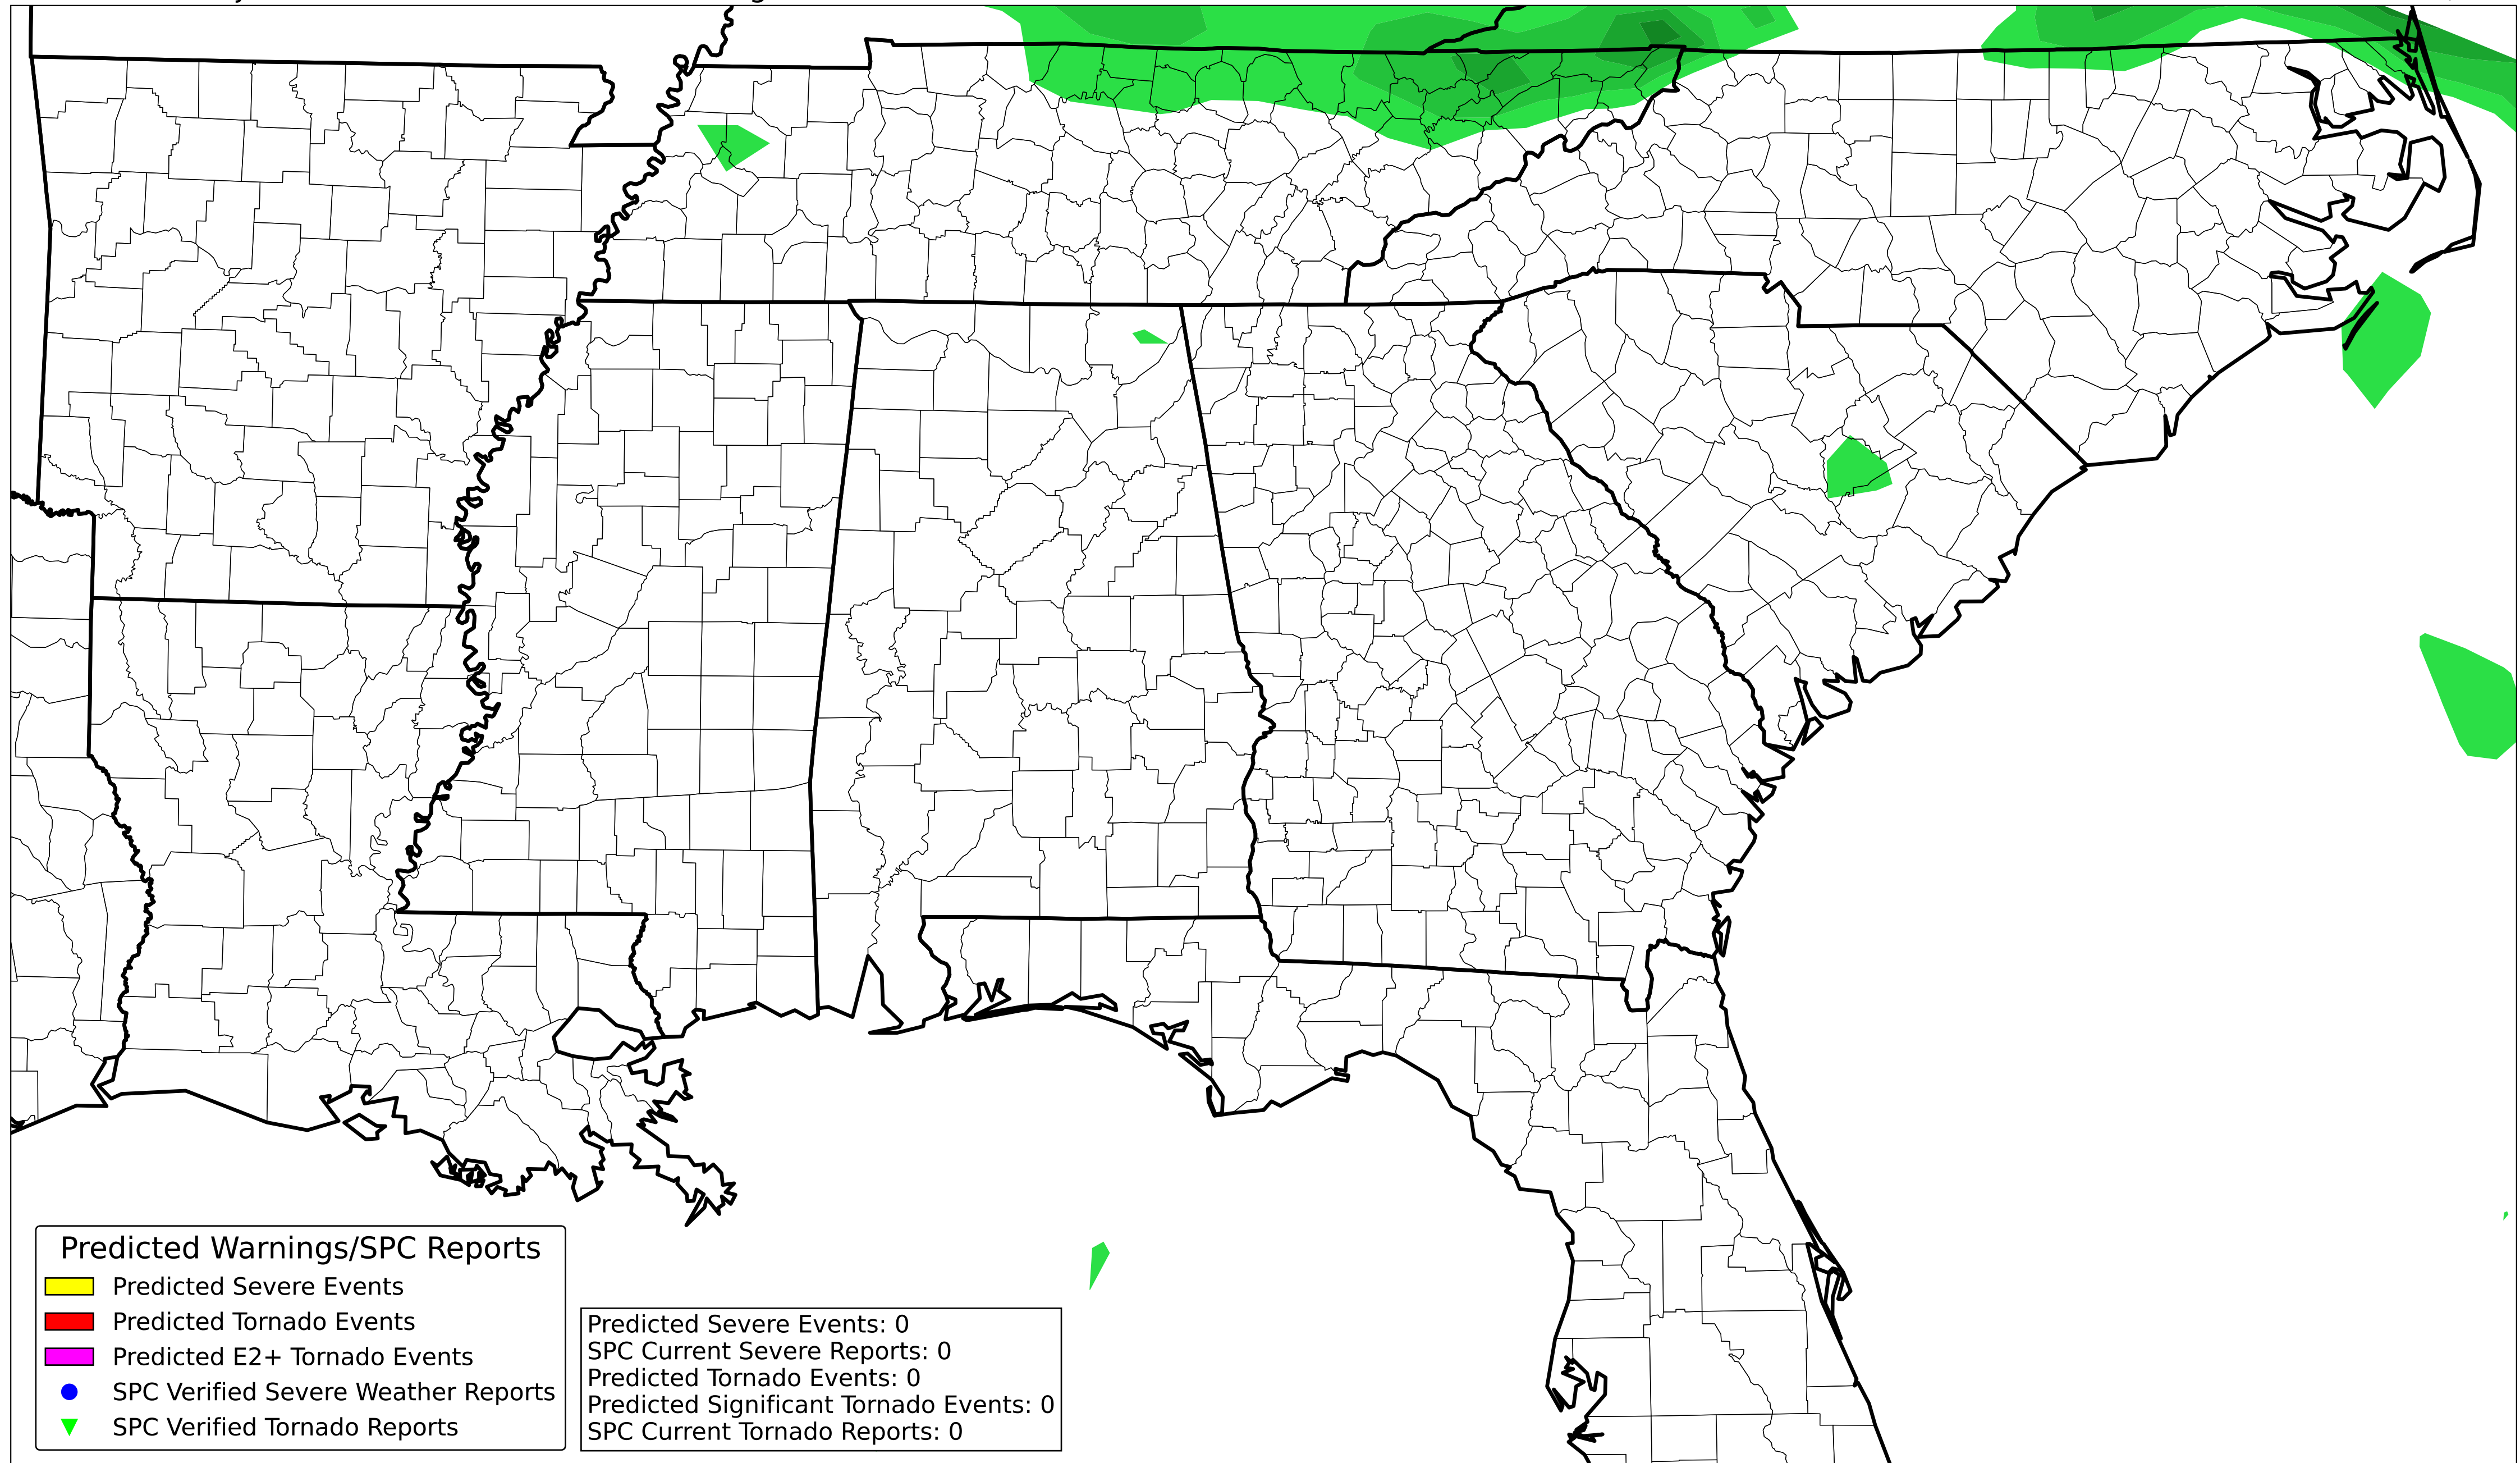 Predicted Warnings/SPC Reports
Predicted Severe Events
Predicted Tornado Events
Predicted E2+ Tornado Events
SPC Verified Severe Weather Reports
SPC Verified Tornado Reports
Predicted Severe Events: 0
SPC Current Severe Reports: 0
Predicted Tornado Events: 0
Predicted Significant Tornado Events: 0
SPC Current Tornado Reports: 0